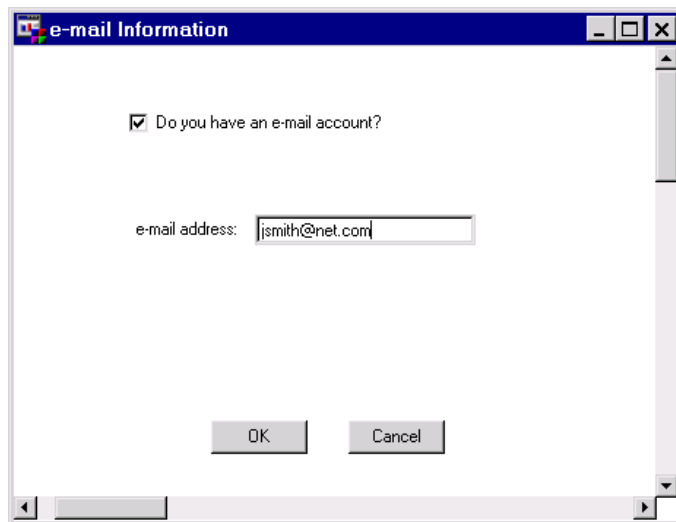 e-mail Information
Do you have an e-mail account?
e-mail address: jsmith@net.com
OK Cancel